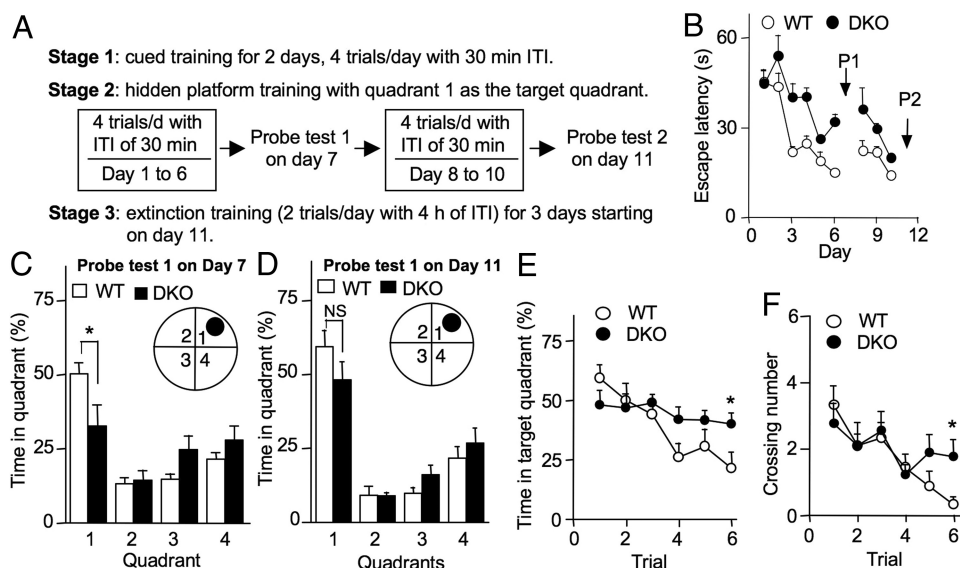 A
Stage 1: cued training for 2 days, 4 trials/day with 30 min ITI.
Stage 2: hidden platform training with quadrant 1 as the target quadrant.
4 trials/d with
ITI of 30 min
Day 1 to 6
Probe test 1
on day 7
4 trials/d with
ITI of 30 min
Day 8 to 10
Probe test 2
on day 11
Stage 3: extinction training (2 trials/day with 4 h of ITI) for 3 days starting
on day 11.
B
WT DKO
Escape latency (s)
60
30
0
P1
P2
0 3 6 9 12
Day
C
Probe test 1 on Day 7
WT DKO
Time in quadrant (%)
75
50
25
0
*
2 1
3 4
1 2 3 4
Quadrant
D
Probe test 1 on Day 11
WT DKO
Time in quadrant (%)
75
50
25
0
NS
2 1
3 4
1 2 3 4
Quadrants
E
WT
DKO
Time in target quadrant (%)
75
50
25
0
*
0 2 4 6
Trial
F
WT
DKO
Crossing number
6
4
2
0
*
0 2 4 6
Trial